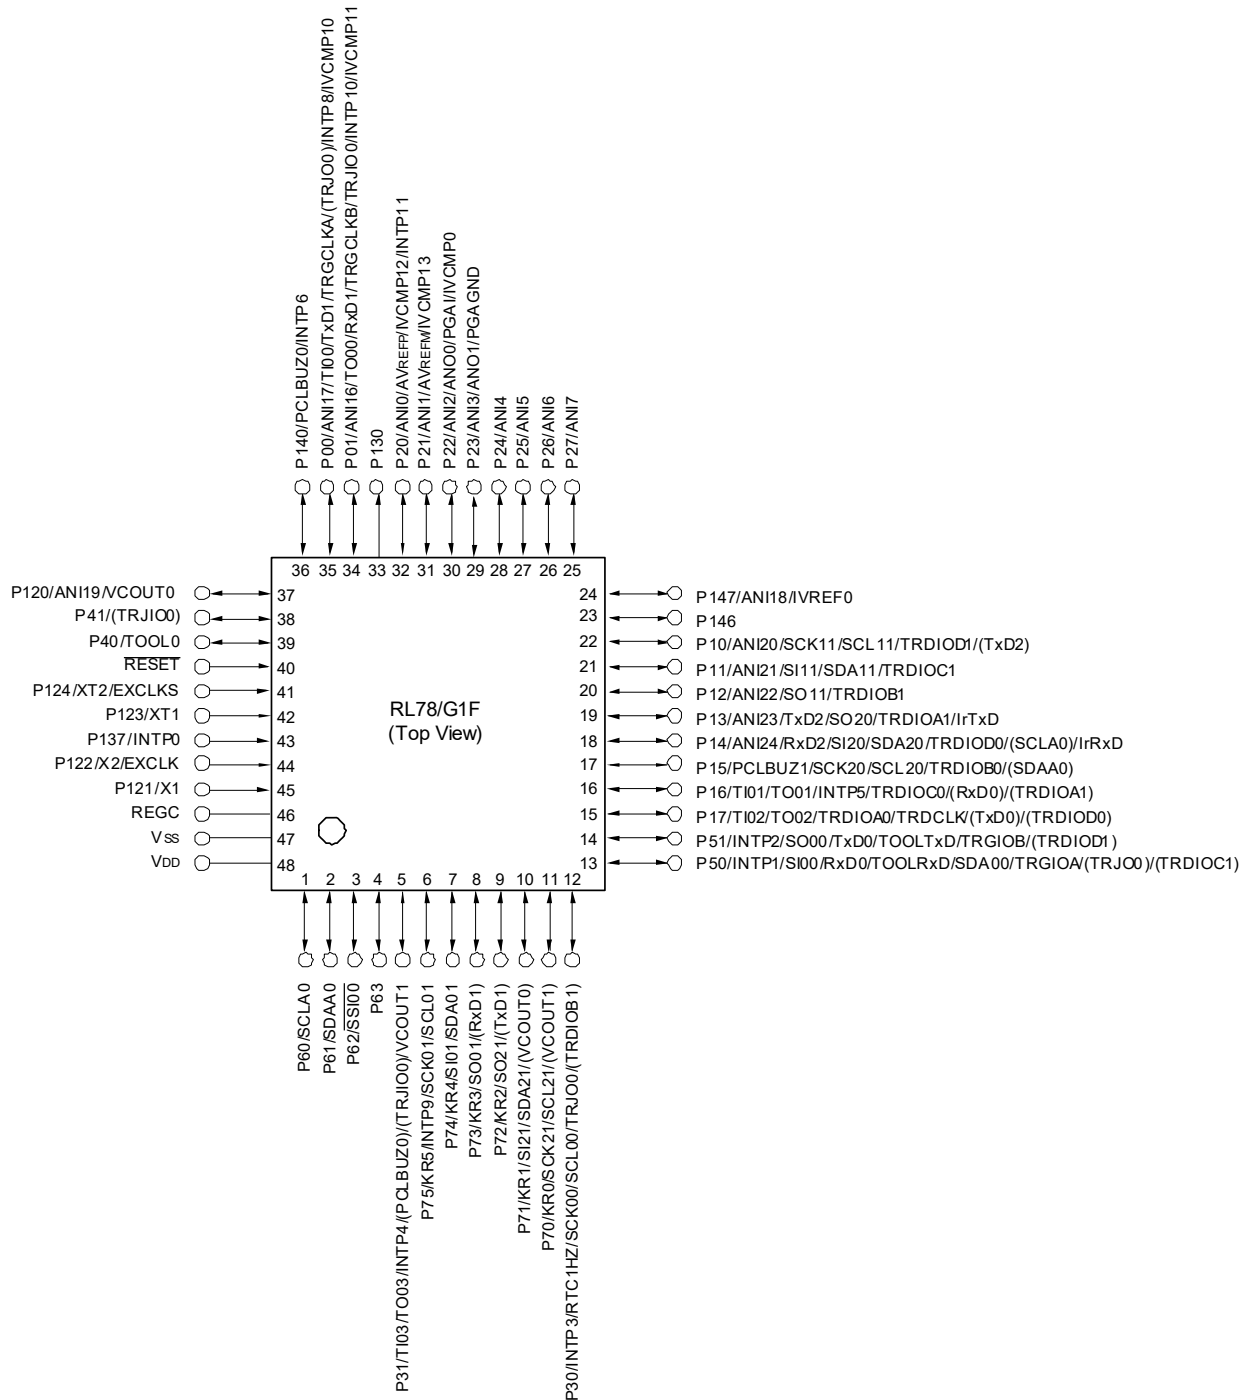 P140/PCLBUZ0/INTP6
P00/ANI17/TI00/TxD1/TRGCLKA/(TRJO0)/INTP8/IVCMP10
P01/ANI16/TO00/RxD1/TRGCLKB/TRJIO0/INTP10/IVCMP11
P130
P20/ANI0/AVREFP/IVCMP12/INTP11
P21/ANI1/AVREFM/IVCMP13
P22/ANI2/ANO0/PGAI/IVCMP0
P23/ANI3/ANO1/PGAGND
P24/ANI4
P25/ANI5
P26/ANI6
P27/ANI7
36 35 34 33 32 31 30 29 28 27 26 25
P120/ANI19/VCOUT0 37
P41/(TRJIO0) 38
P40/TOOL0 39
RESET 40
P124/XT2/EXCLKS 41
P123/XT1 42
P137/INTP0 43
P122/X2/EXCLK 44
P121/X1 45
REGC 46
VSS 47
VDD 48
RL78/G1F
(Top View)
24 P147/ANI18/IVREF0
23 P146
22 P10/ANI20/SCK11/SCL11/TRDIOD1/(TxD2)
21 P11/ANI21/SI11/SDA11/TRDIOC1
20 P12/ANI22/SO11/TRDIOB1
19 P13/ANI23/TxD2/SO20/TRDIOA1/IrTxD
18 P14/ANI24/RxD2/SI20/SDA20/TRDIOD0/(SCLA0)/IrRxD
17 P15/PCLBUZ1/SCK20/SCL20/TRDIOB0/(SDAA0)
16 P16/TI01/TO01/INTP5/TRDIOC0/(RxD0)/(TRDIOA1)
15 P17/TI02/TO02/TRDIOA0/TRDCLK/(TxD0)/(TRDIOD0)
14 P51/INTP2/SO00/TxD0/TOOLTxD/TRGIOB/(TRDIOD1)
13 P50/INTP1/SI00/RxD0/TOOLRxD/SDA00/TRGIOA/(TRJO0)/(TRDIOC1)
1 2 3 4 5 6 7 8 9 10 11 12
P60/SCLA0
P61/SDAA0
P62/SSI00
P63
P31/TI03/TO03/INTP4/(PCLBUZ0)/(TRJIO0)/VCOUT1
P75/KR5/INTP9/SCK01/SCL01
P74/KR4/SI01/SDA01
P73/KR3/SO01/(RxD1)
P72/KR2/SO21/(TxD1)
P71/KR1/SI21/SDA21/(VCOUT0)
P70/KR0/SCK21/SCL21/(VCOUT1)
P30/INTP3/RTC1HZ/SCK00/SCL00/TRJO0/(TRDIOB1)